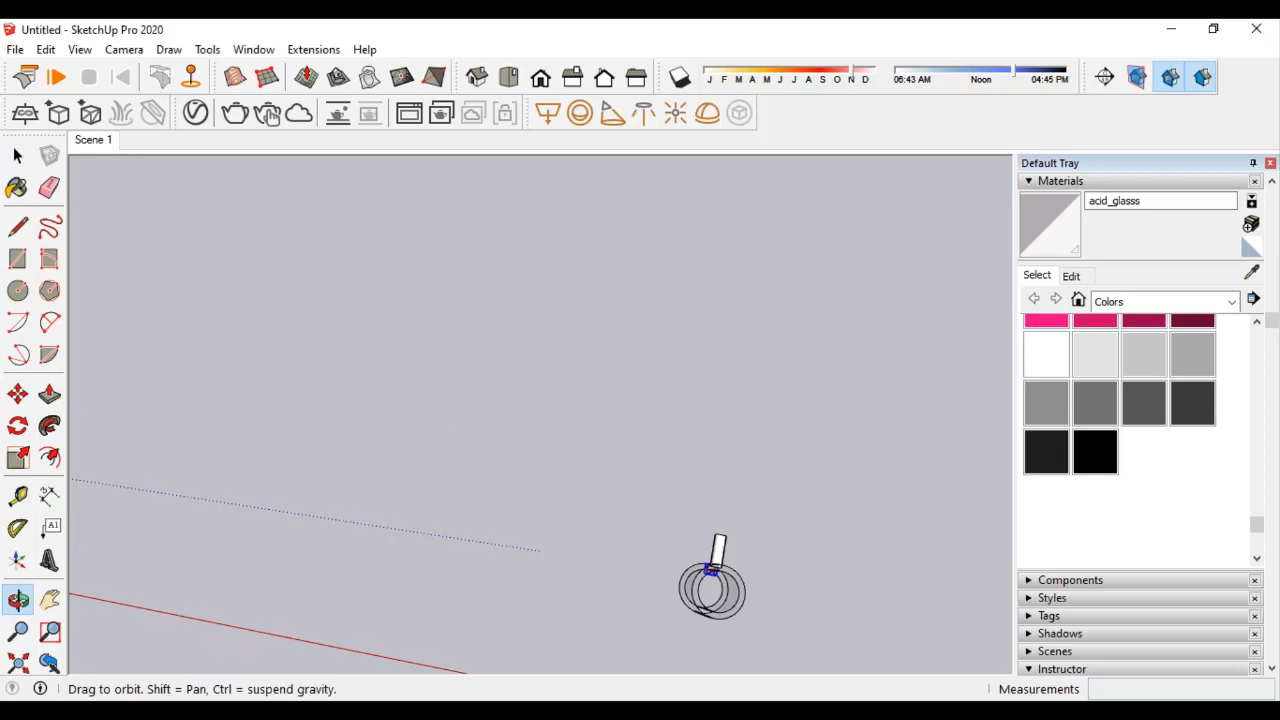 Untitled - SketchUp Pro 2020
File Edit View Camera Draw Tools Window Extensions Help
J F M A M J J A S O N D 06:43 AM Noon 04:45 PM
Scene 1
Default Tray
Materials
acid_glasss
Select Edit
Colors
A1
Components
Styles
Tags
Shadows
Scenes
Instructor
Drag to orbit. Shift = Pan, Ctrl = suspend gravity.
Measurements